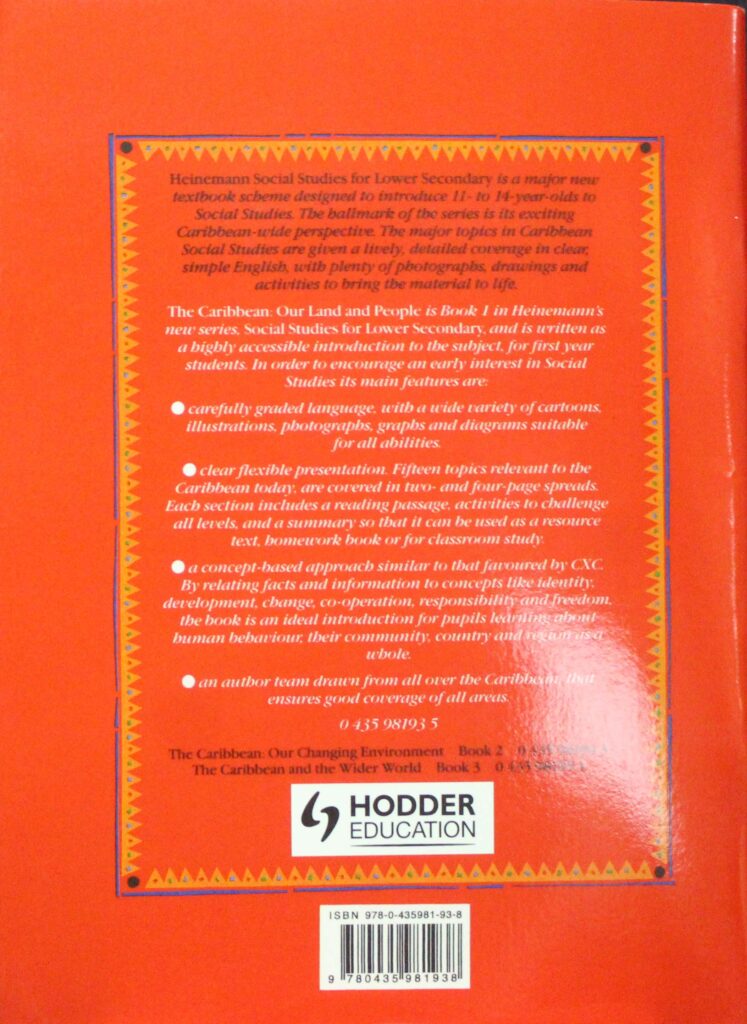 Heinemann Social Studies for Lower Secondary is a major new
textbook scheme designed to introduce 11- to 14-year-olds to
Social Studies. The hallmark of the series is its exciting
Caribbean-wide perspective. The major topics in Caribbean
Social Studies are given a lively, detailed coverage in clear,
simple English, with plenty of photographs, drawings and
activities to bring the material to life.
The Caribbean: Our Land and People is Book 1 in Heinemann's
new series, Social Studies for Lower Secondary, and is written as
a highly accessible introduction to the subject, for first year
students. In order to encourage an early interest in Social
Studies its main features are:
● carefully graded language, with a wide variety of cartoons,
illustrations, photographs, graphs and diagrams suitable
for all abilities.
● clear flexible presentation. Fifteen topics relevant to the
Caribbean today, are covered in two- and four-page spreads.
Each section includes a reading passage, activities to challenge
all levels, and a summary so that it can be used as a resource
text, homework book or for classroom study.
● a concept-based approach similar to that favoured by CXC.
By relating facts and information to concepts like identity,
development, change, co-operation, responsibility and freedom,
the book is an ideal introduction for pupils learning about
human behaviour, their community, country and region as a
whole.
● an author team drawn from all over the Caribbean, that
ensures good coverage of all areas.
0 435 98193 5
The Caribbean: Our Changing Environment Book 2 0 435
The Caribbean and the Wider World Book 3 0 435
HODDER
EDUCATION
ISBN 978-0-435981-93-8
9 780435 981938